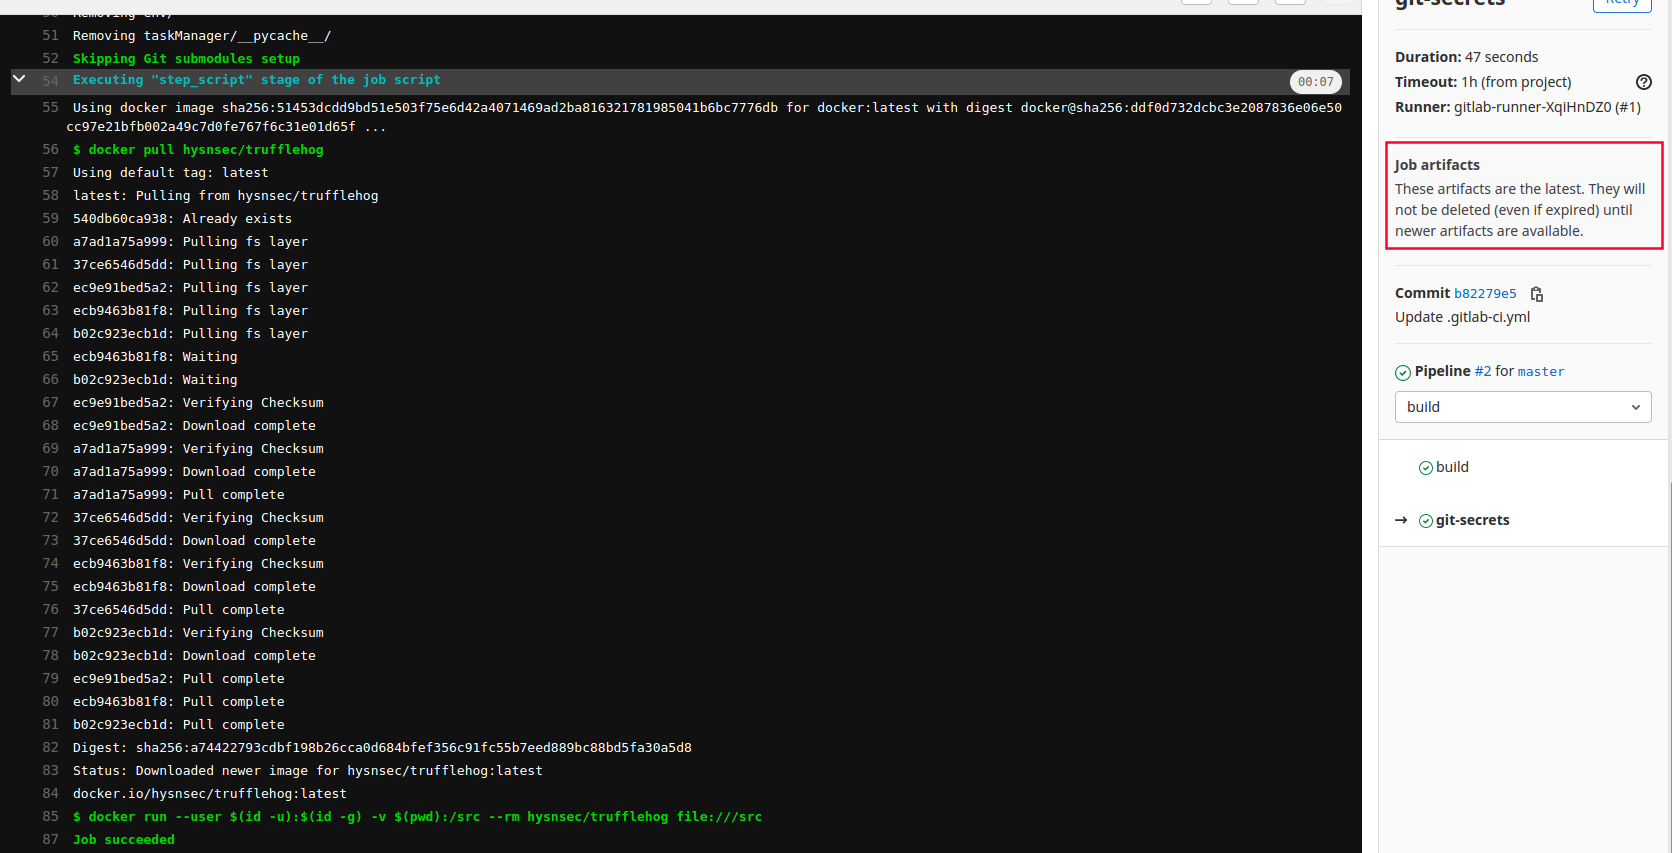 50 Removing env/
51 Removing taskManager/__pycache__/
52 Skipping Git submodules setup
54 Executing "step_script" stage of the job script 00:07
55 Using docker image sha256:51453dcdd9bd51e503f75e6d42a4071469ad2ba816321781985041b6bc7776db for docker:latest with digest docker@sha256:ddf0d732dcbc3e2087836e06e50
cc97e21bfb002a49c7d0fe767f6c31e01d65f ...
56 $ docker pull hysnsec/trufflehog
57 Using default tag: latest
58 latest: Pulling from hysnsec/trufflehog
59 540db60ca938: Already exists
60 a7ad1a75a999: Pulling fs layer
61 37ce6546d5dd: Pulling fs layer
62 ec9e91bed5a2: Pulling fs layer
63 ecb9463b81f8: Pulling fs layer
64 b02c923ecb1d: Pulling fs layer
65 ecb9463b81f8: Waiting
66 b02c923ecb1d: Waiting
67 ec9e91bed5a2: Verifying Checksum
68 ec9e91bed5a2: Download complete
69 a7ad1a75a999: Verifying Checksum
70 a7ad1a75a999: Download complete
71 a7ad1a75a999: Pull complete
72 37ce6546d5dd: Verifying Checksum
73 37ce6546d5dd: Download complete
74 ecb9463b81f8: Verifying Checksum
75 ecb9463b81f8: Download complete
76 37ce6546d5dd: Pull complete
77 b02c923ecb1d: Verifying Checksum
78 b02c923ecb1d: Download complete
79 ec9e91bed5a2: Pull complete
80 ecb9463b81f8: Pull complete
81 b02c923ecb1d: Pull complete
82 Digest: sha256:a74422793cdbf198b26cca0d684bfef356c91fc55b7eed889bc88bd5fa30a5d8
83 Status: Downloaded newer image for hysnsec/trufflehog:latest
84 docker.io/hysnsec/trufflehog:latest
85 $ docker run --user $(id -u):$(id -g) -v $(pwd):/src --rm hysnsec/trufflehog file:///src
87 Job succeeded
git-secrets Retry
Duration: 47 seconds
Timeout: 1h (from project)
Runner: gitlab-runner-XqiHnDZ0 (#1)
Job artifacts
These artifacts are the latest. They will
not be deleted (even if expired) until
newer artifacts are available.
Commit b82279e5
Update .gitlab-ci.yml
Pipeline #2 for master
build
build
→ git-secrets